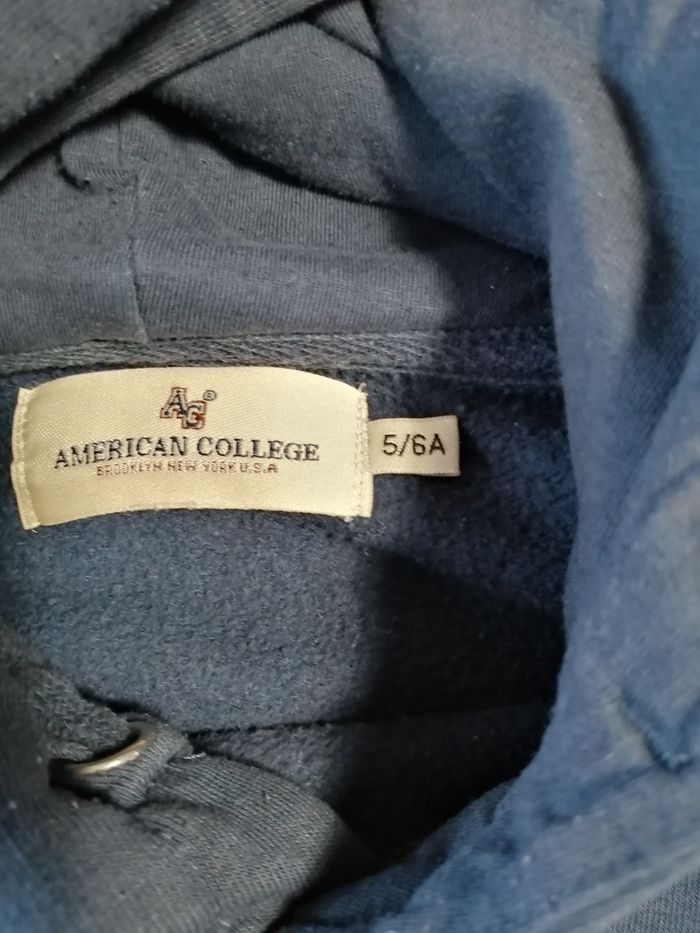 AC®
AMERICAN COLLEGE
BROOKLYN NEW YORK U.S.A
5/6A